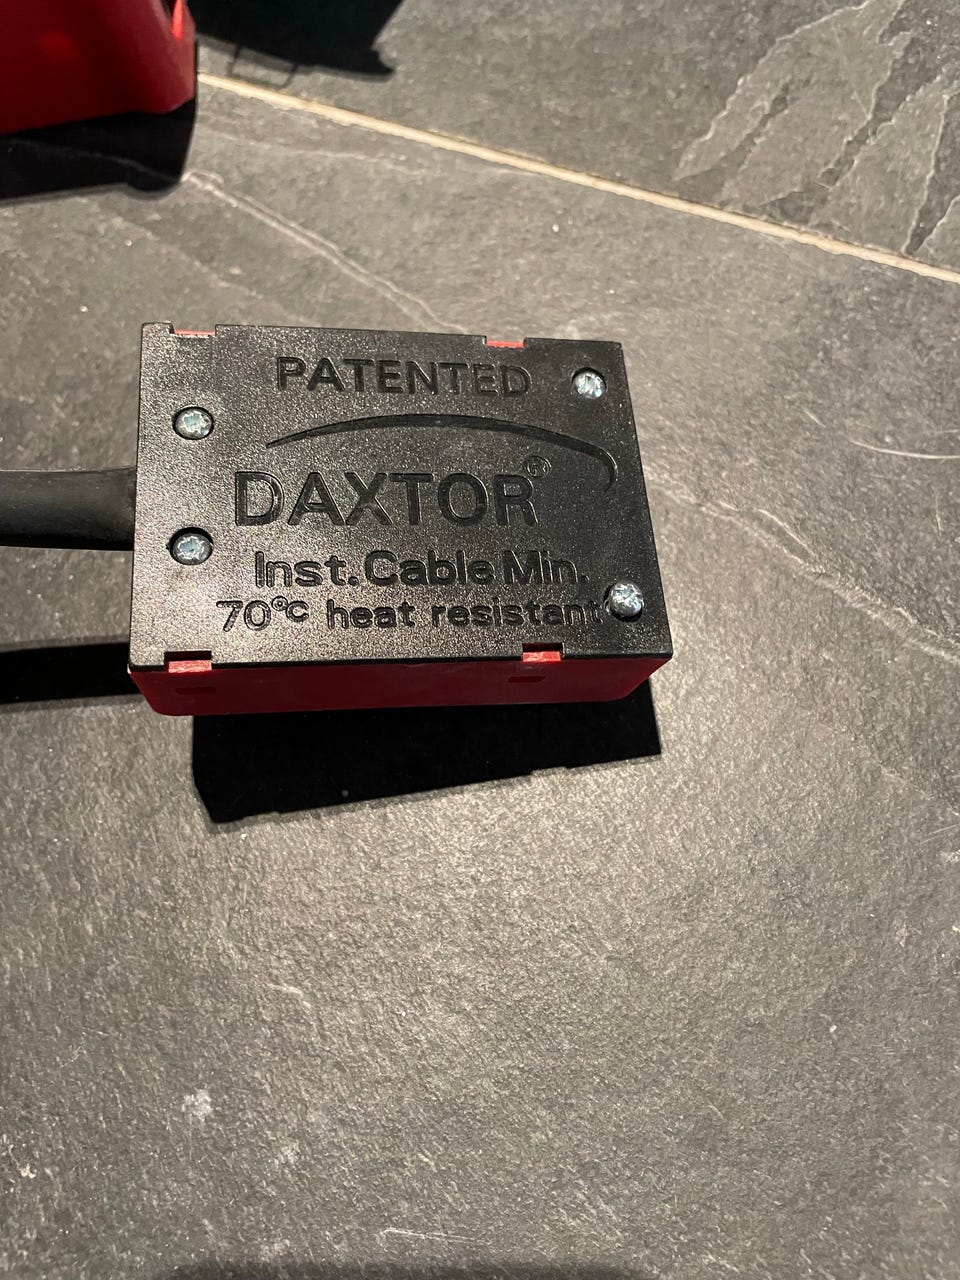 PATENTED
DAXTOR®
Inst. Cable Min.
70°C heat resistant